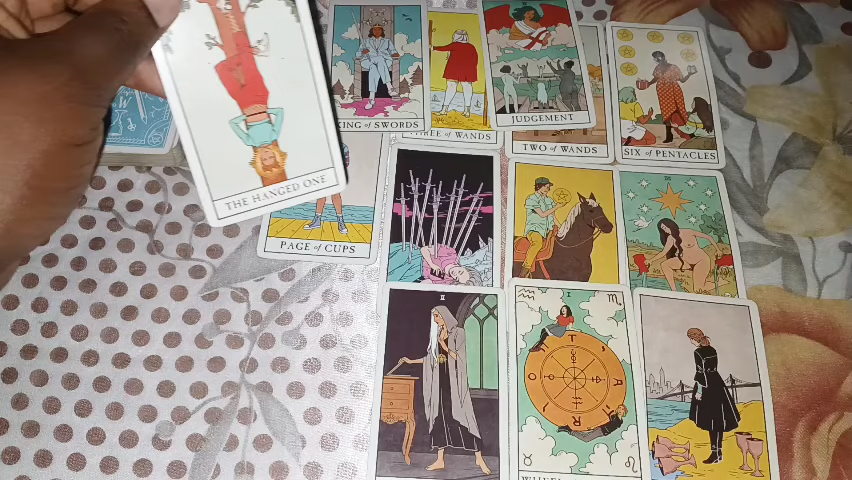 KING of SWORDS
JUDGEMENT
THREE of WANDS
TWO of WANDS
SIX of PENTACLES
THE HANGED ONE
PAGE of CUPS
II
I
T
A
R
O